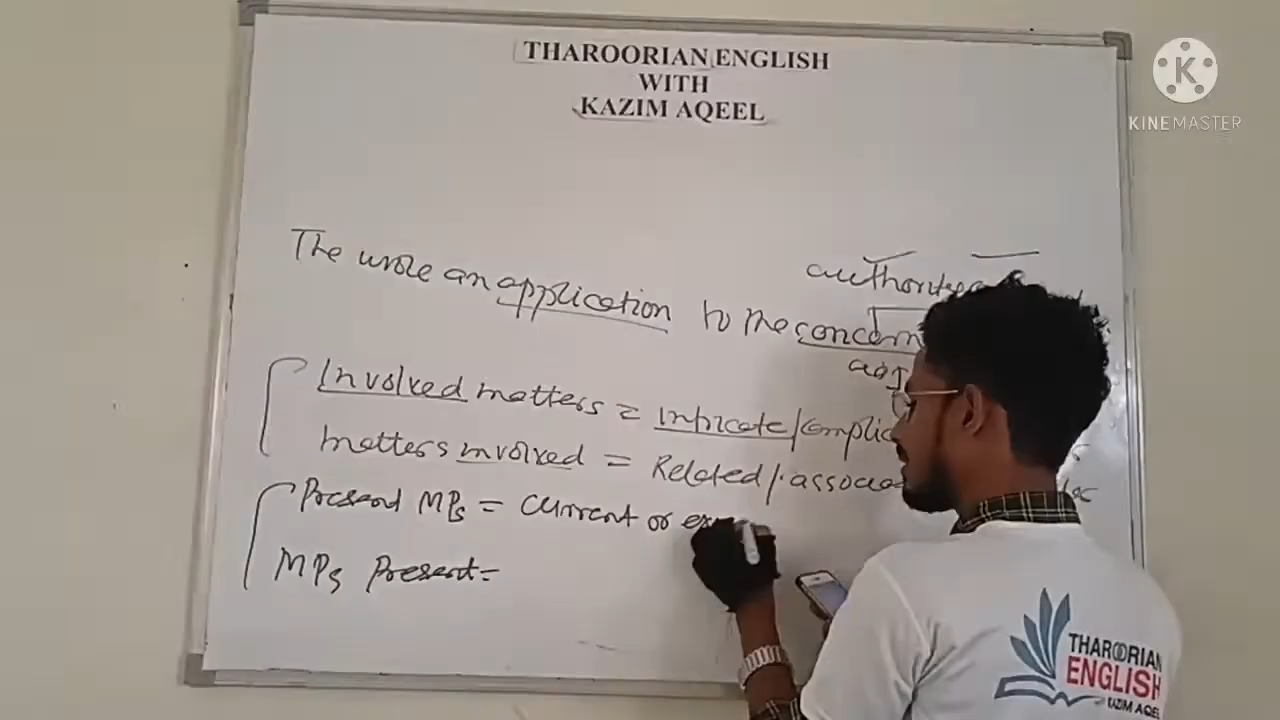 THAROORIAN ENGLISH
WITH
KAZIM AQEEL
KINEMASTER
The wrote an application to the concern
Involved matters = intricate/complic
matters involved = Related/associa
Present MPs = current or ex
MPs Present =
THAROORIAN
ENGLISH